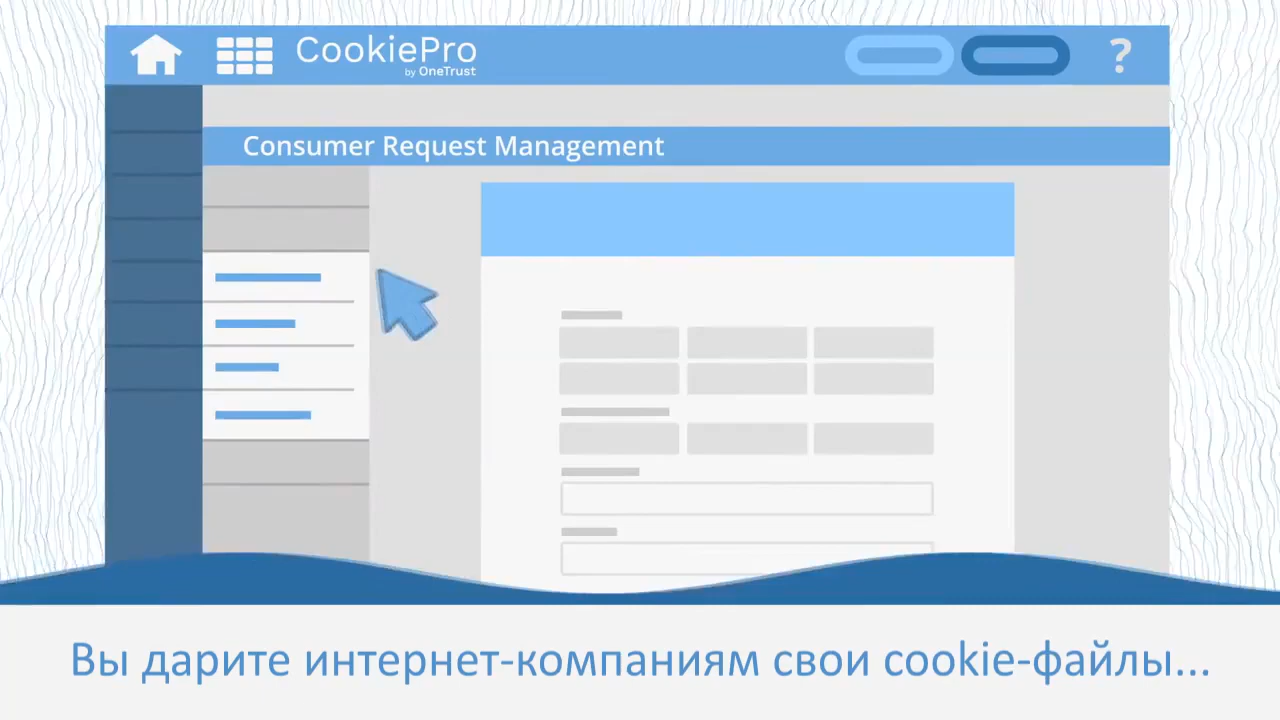 CookiePro
by OneTrust
?
Consumer Request Management
Вы дарите интернет-компаниям свои cookie-файлы...